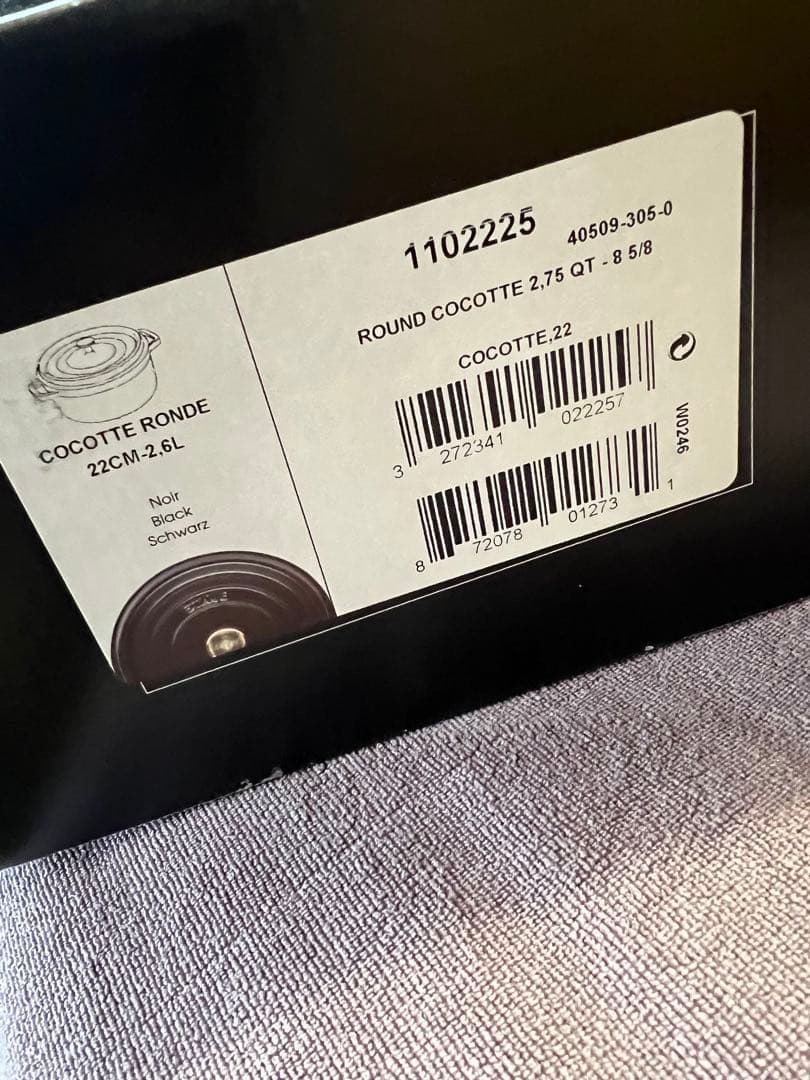 1102225
40509-305-0
ROUND COCOTTE 2,75 QT - 8 5/8
COCOTTE,22
3 272341 022257
W0246
8 72078 01273 1
COCOTTE RONDE
22CM-2,6L
Noir
Black
Schwarz
STAUB